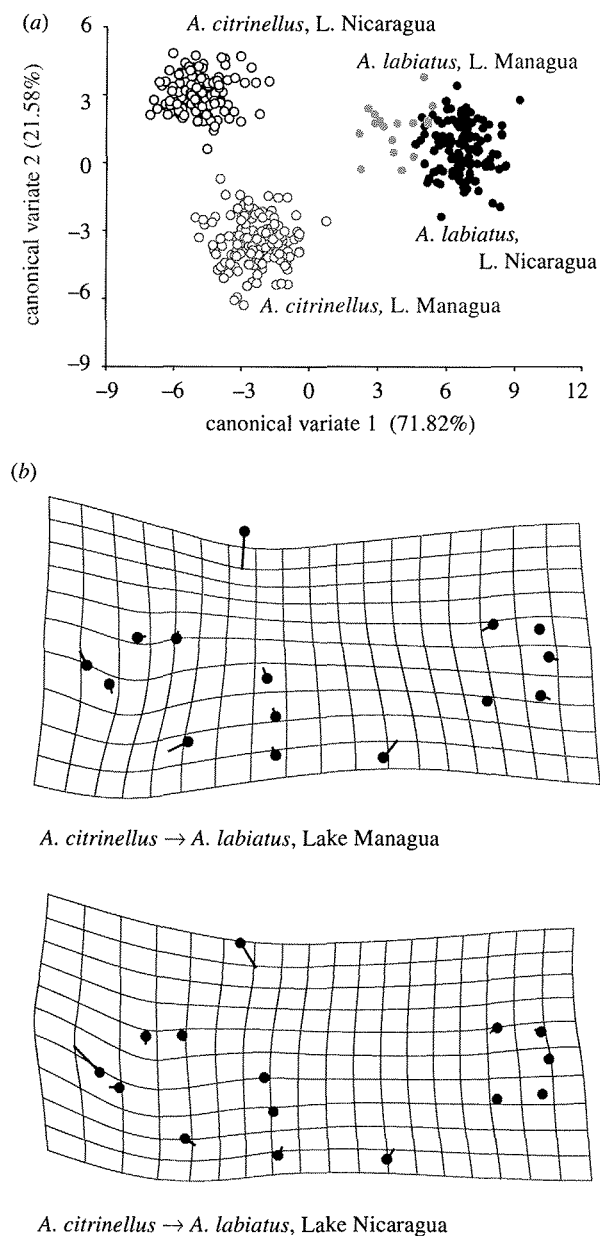 (a)
A. citrinellus, L. Nicaragua
A. labiatus, L. Managua
A. labiatus,
L. Nicaragua
A. citrinellus, L. Managua
canonical variate 2 (21.58%)
6
3
0
−3
−6
−9
−9 −6 −3 0 3 6 9 12
canonical variate 1 (71.82%)
(b)
A. citrinellus → A. labiatus, Lake Managua
A. citrinellus → A. labiatus, Lake Nicaragua